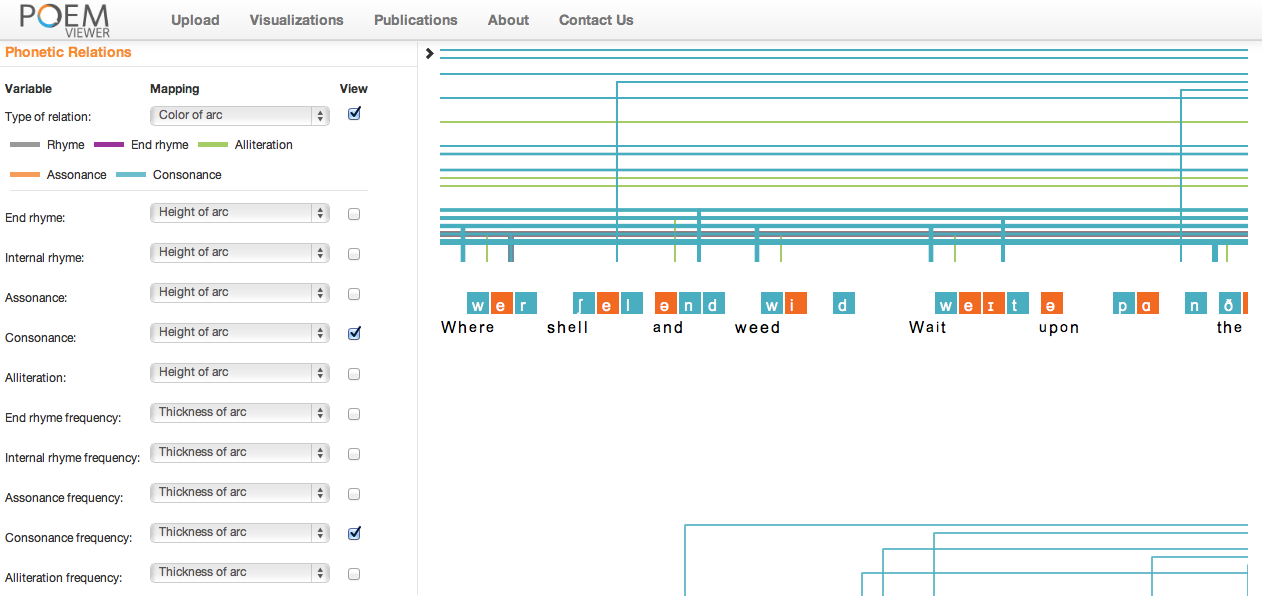 POEM
VIEWER
Upload Visualizations Publications About Contact Us
Phonetic Relations
Variable Mapping View
Type of relation: Color of arc
Rhyme End rhyme Alliteration
Assonance Consonance
End rhyme: Height of arc
Internal rhyme: Height of arc
Assonance: Height of arc
Consonance: Height of arc
Alliteration: Height of arc
End rhyme frequency: Thickness of arc
Internal rhyme frequency: Thickness of arc
Assonance frequency: Thickness of arc
Consonance frequency: Thickness of arc
Alliteration frequency: Thickness of arc
w e r ʃ e l ə n d w i d w e ɪ t ə p ɑ n ð
Where shell and weed Wait upon the